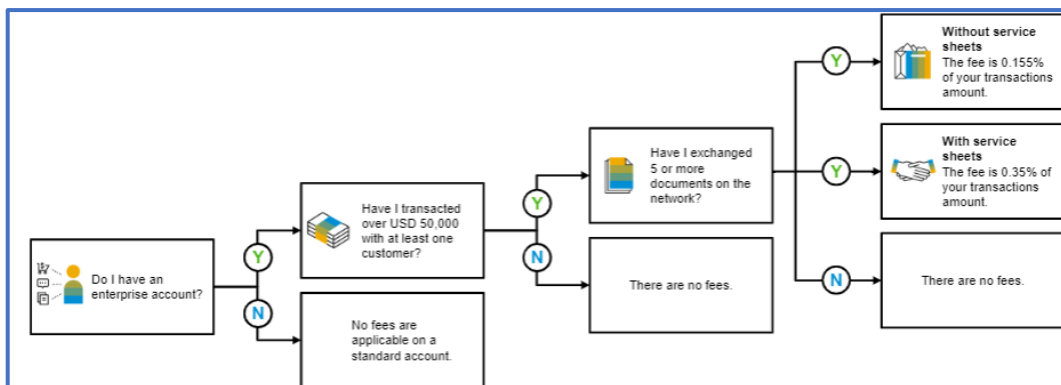 Do I have an
enterprise account?
Y
N
Have I transacted
over USD 50,000
with at least one
customer?
No fees are
applicable on a
standard account.
Y
N
Have I exchanged
5 or more
documents on the
network?
There are no fees.
Y
Y
N
Without service
sheets
The fee is 0.155%
of your transactions
amount.
With service
sheets
The fee is 0.35% of
your transactions
amount.
There are no fees.